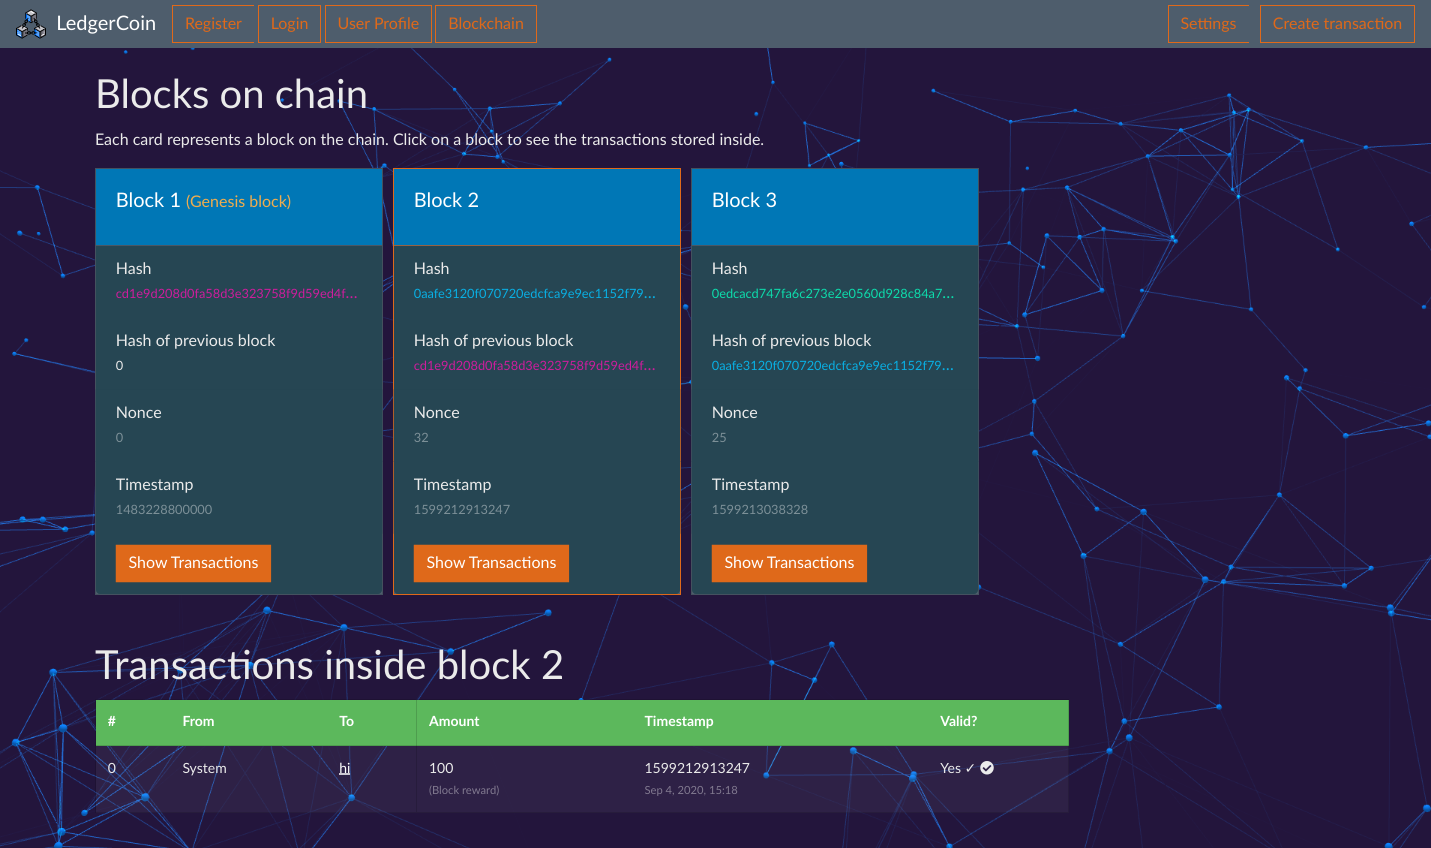 LedgerCoin Register Login User Profile Blockchain Settings Create transaction
Blocks on chain
Each card represents a block on the chain. Click on a block to see the transactions stored inside.
Block 1 (Genesis block)
Hash
cd1e9d208d0fa58d3e323758f9d59ed4f...
Hash of previous block
0
Nonce
0
Timestamp
1483228800000
Show Transactions
Block 2
Hash
0aafe3120f070720edcfca9e9ec1152f79...
Hash of previous block
cd1e9d208d0fa58d3e323758f9d59ed4f...
Nonce
32
Timestamp
1599212913247
Show Transactions
Block 3
Hash
0edcacd747fa6c273e2e0560d928c84a7...
Hash of previous block
0aafe3120f070720edcfca9e9ec1152f79...
Nonce
25
Timestamp
1599213038328
Show Transactions
Transactions inside block 2
# From To Amount Timestamp Valid?
0 System hi 100 1599212913247 Yes ✓
(Block reward) Sep 4, 2020, 15:18